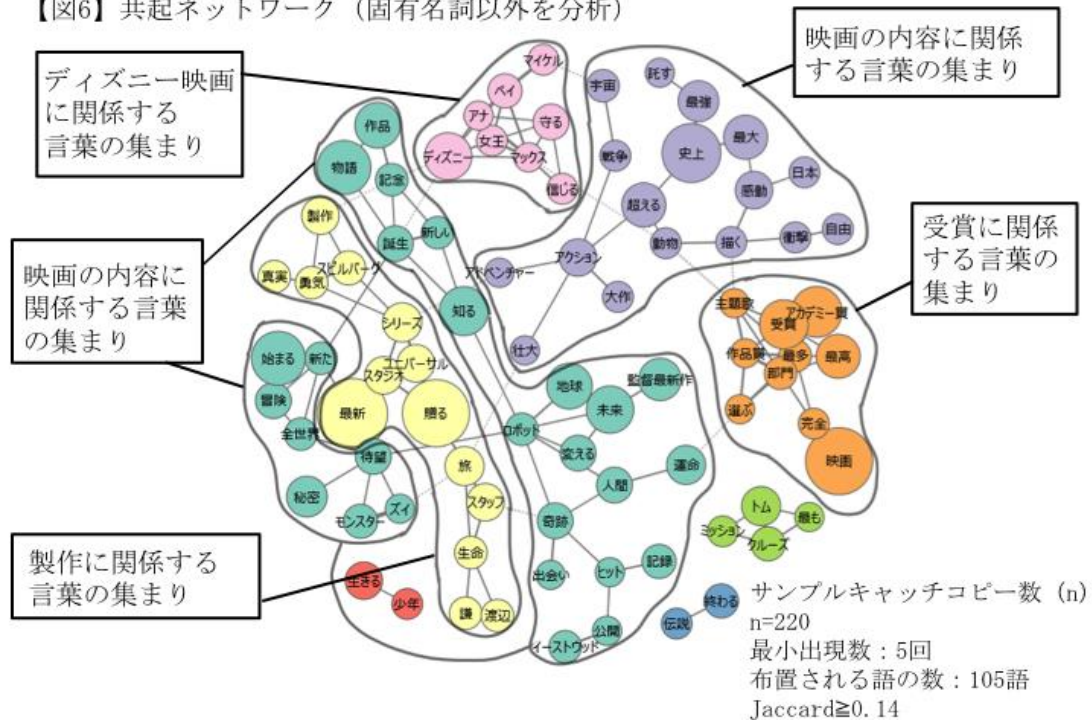 【図6】共起ネットワーク（固有名詞以外を分析）
ディズニー映画
に関係する
言葉の集まり
映画の内容に関係
する言葉の集まり
映画の内容に
関係する言葉
の集まり
受賞に関係
する言葉の
集まり
製作に関係する
言葉の集まり
マイケル
ベイ
アナ
守る
女王
ディズニー
マックス
信じる
宇宙
託す
最強
戦争
史上
最大
日本
感動
超える
動物
描く
衝撃
自由
アクション
アドベンチャー
大作
壮大
作品
物語
記念
誕生
新しい
知る
製作
真実
勇気
スピルバーグ
シリーズ
ユニバーサル
スタジオ
最新
贈る
旅
スタッフ
生命
謙
渡辺
始まる
新た
冒険
全世界
待望
秘密
モンスター
ズイ
生きる
少年
地球
監督最新作
未来
ロボット
変える
人間
運命
奇跡
出会い
ヒット
記録
公開
イーストウッド
主題歌
受賞
アカデミー賞
作品賞
最多
最高
部門
選ぶ
完全
映画
トム
最も
ミッション
クルーズ
終わる
伝説
サンプルキャッチコピー数 (n)
n=220
最小出現数：5回
布置される語の数：105語
Jaccard≧0.14